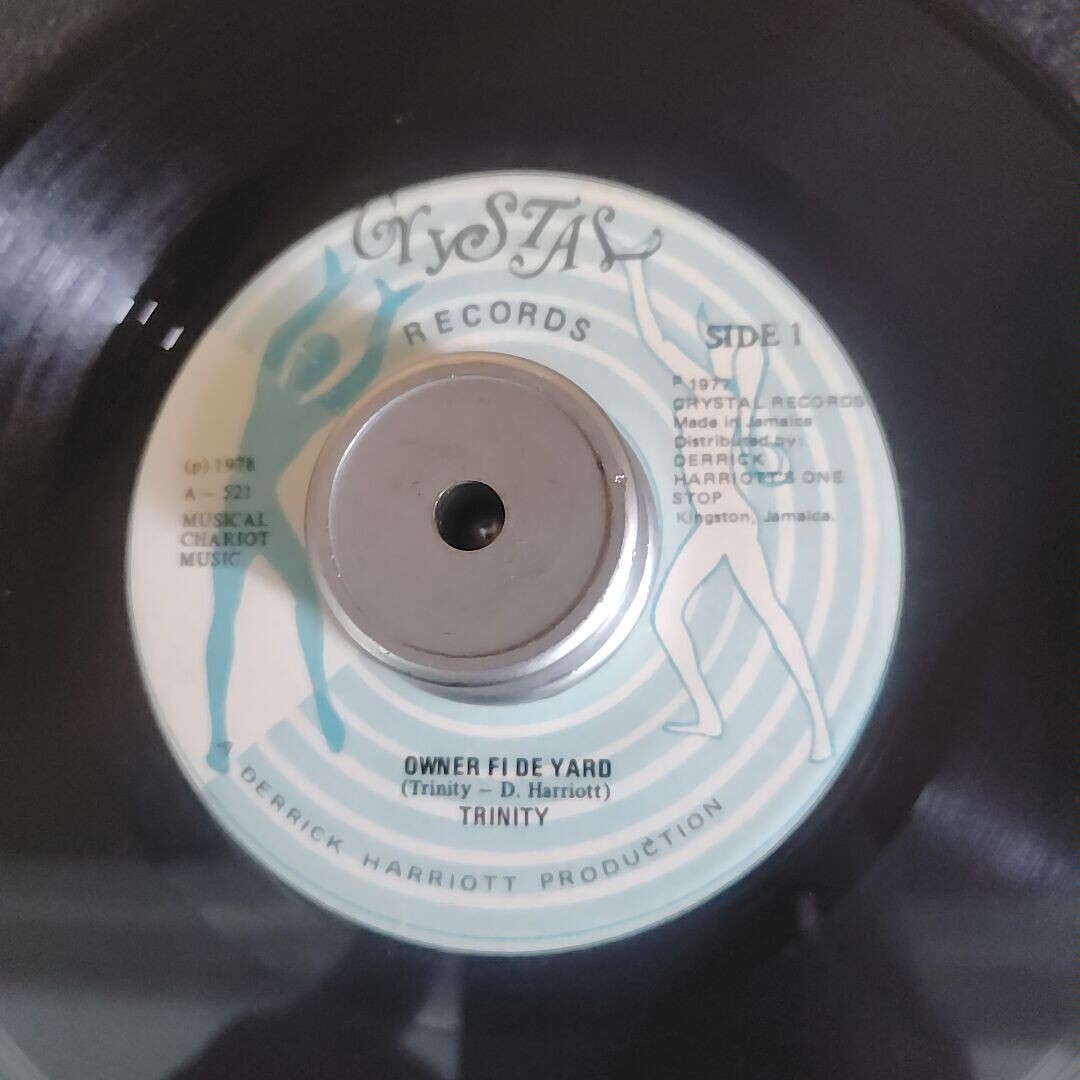 CRYSTAL
RECORDS
SIDE 1
P 1977
CRYSTAL RECORDS
Made in Jamaica
Distributed by:
DERRICK
HARRIOTT'S ONE
STOP
Kingston, Jamaica.
(p) 1978
A - 521
MUSICAL
CHARIOT
MUSIC
OWNER FI DE YARD
(Trinity - D. Harriott)
TRINITY
DERRICK HARRIOTT PRODUCTION